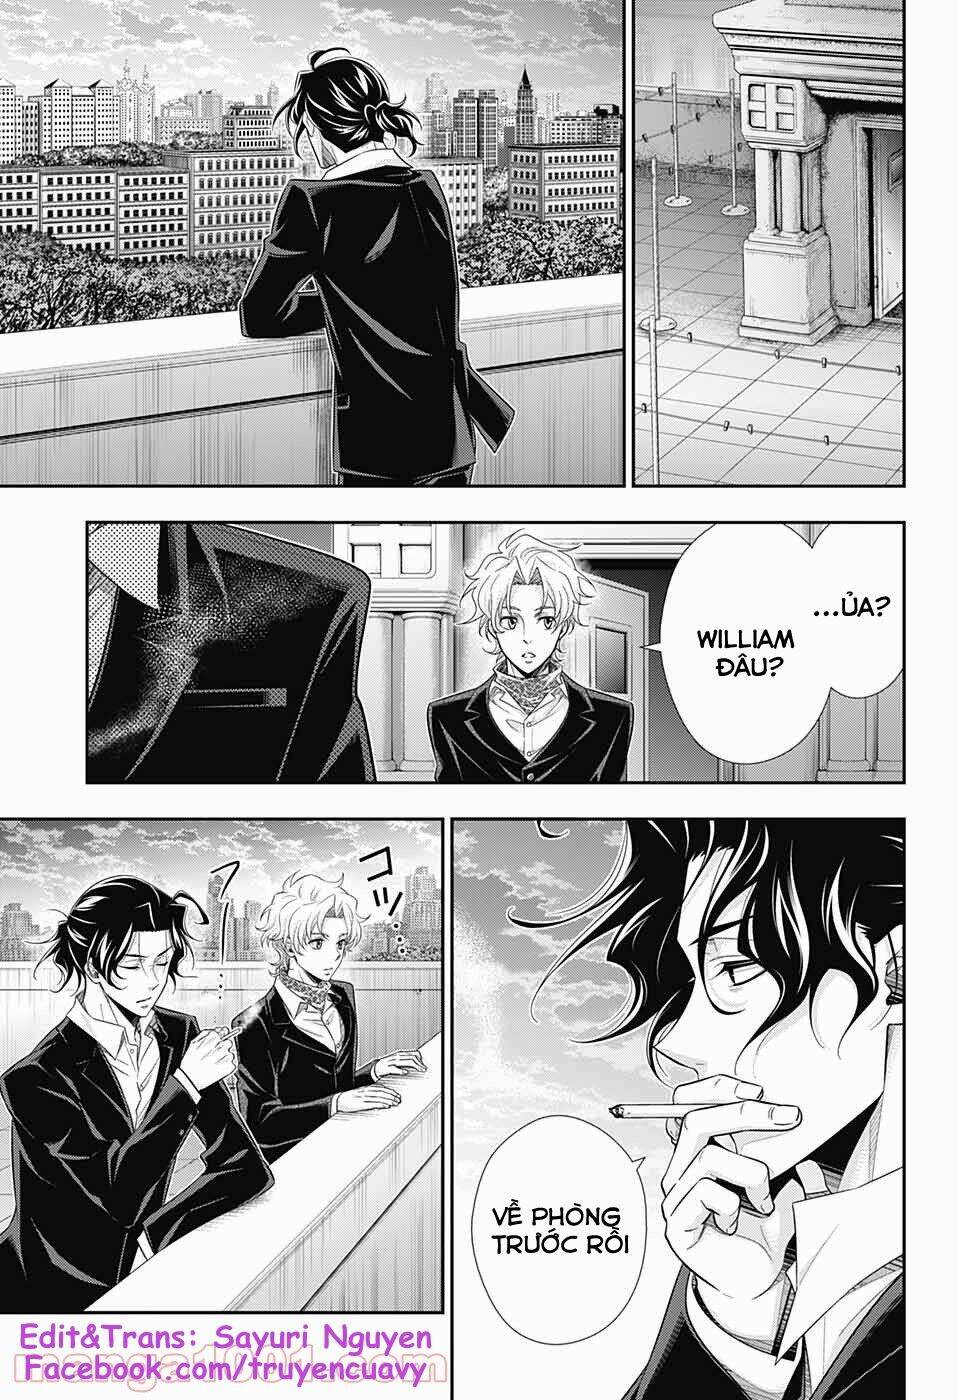 ...ỦA?
WILLIAM
ĐÂU?
VỀ PHÒNG
TRƯỚC RỒI
コツ
Edit&Trans: Sayuri Nguyen
Facebook.com/truyencuavy